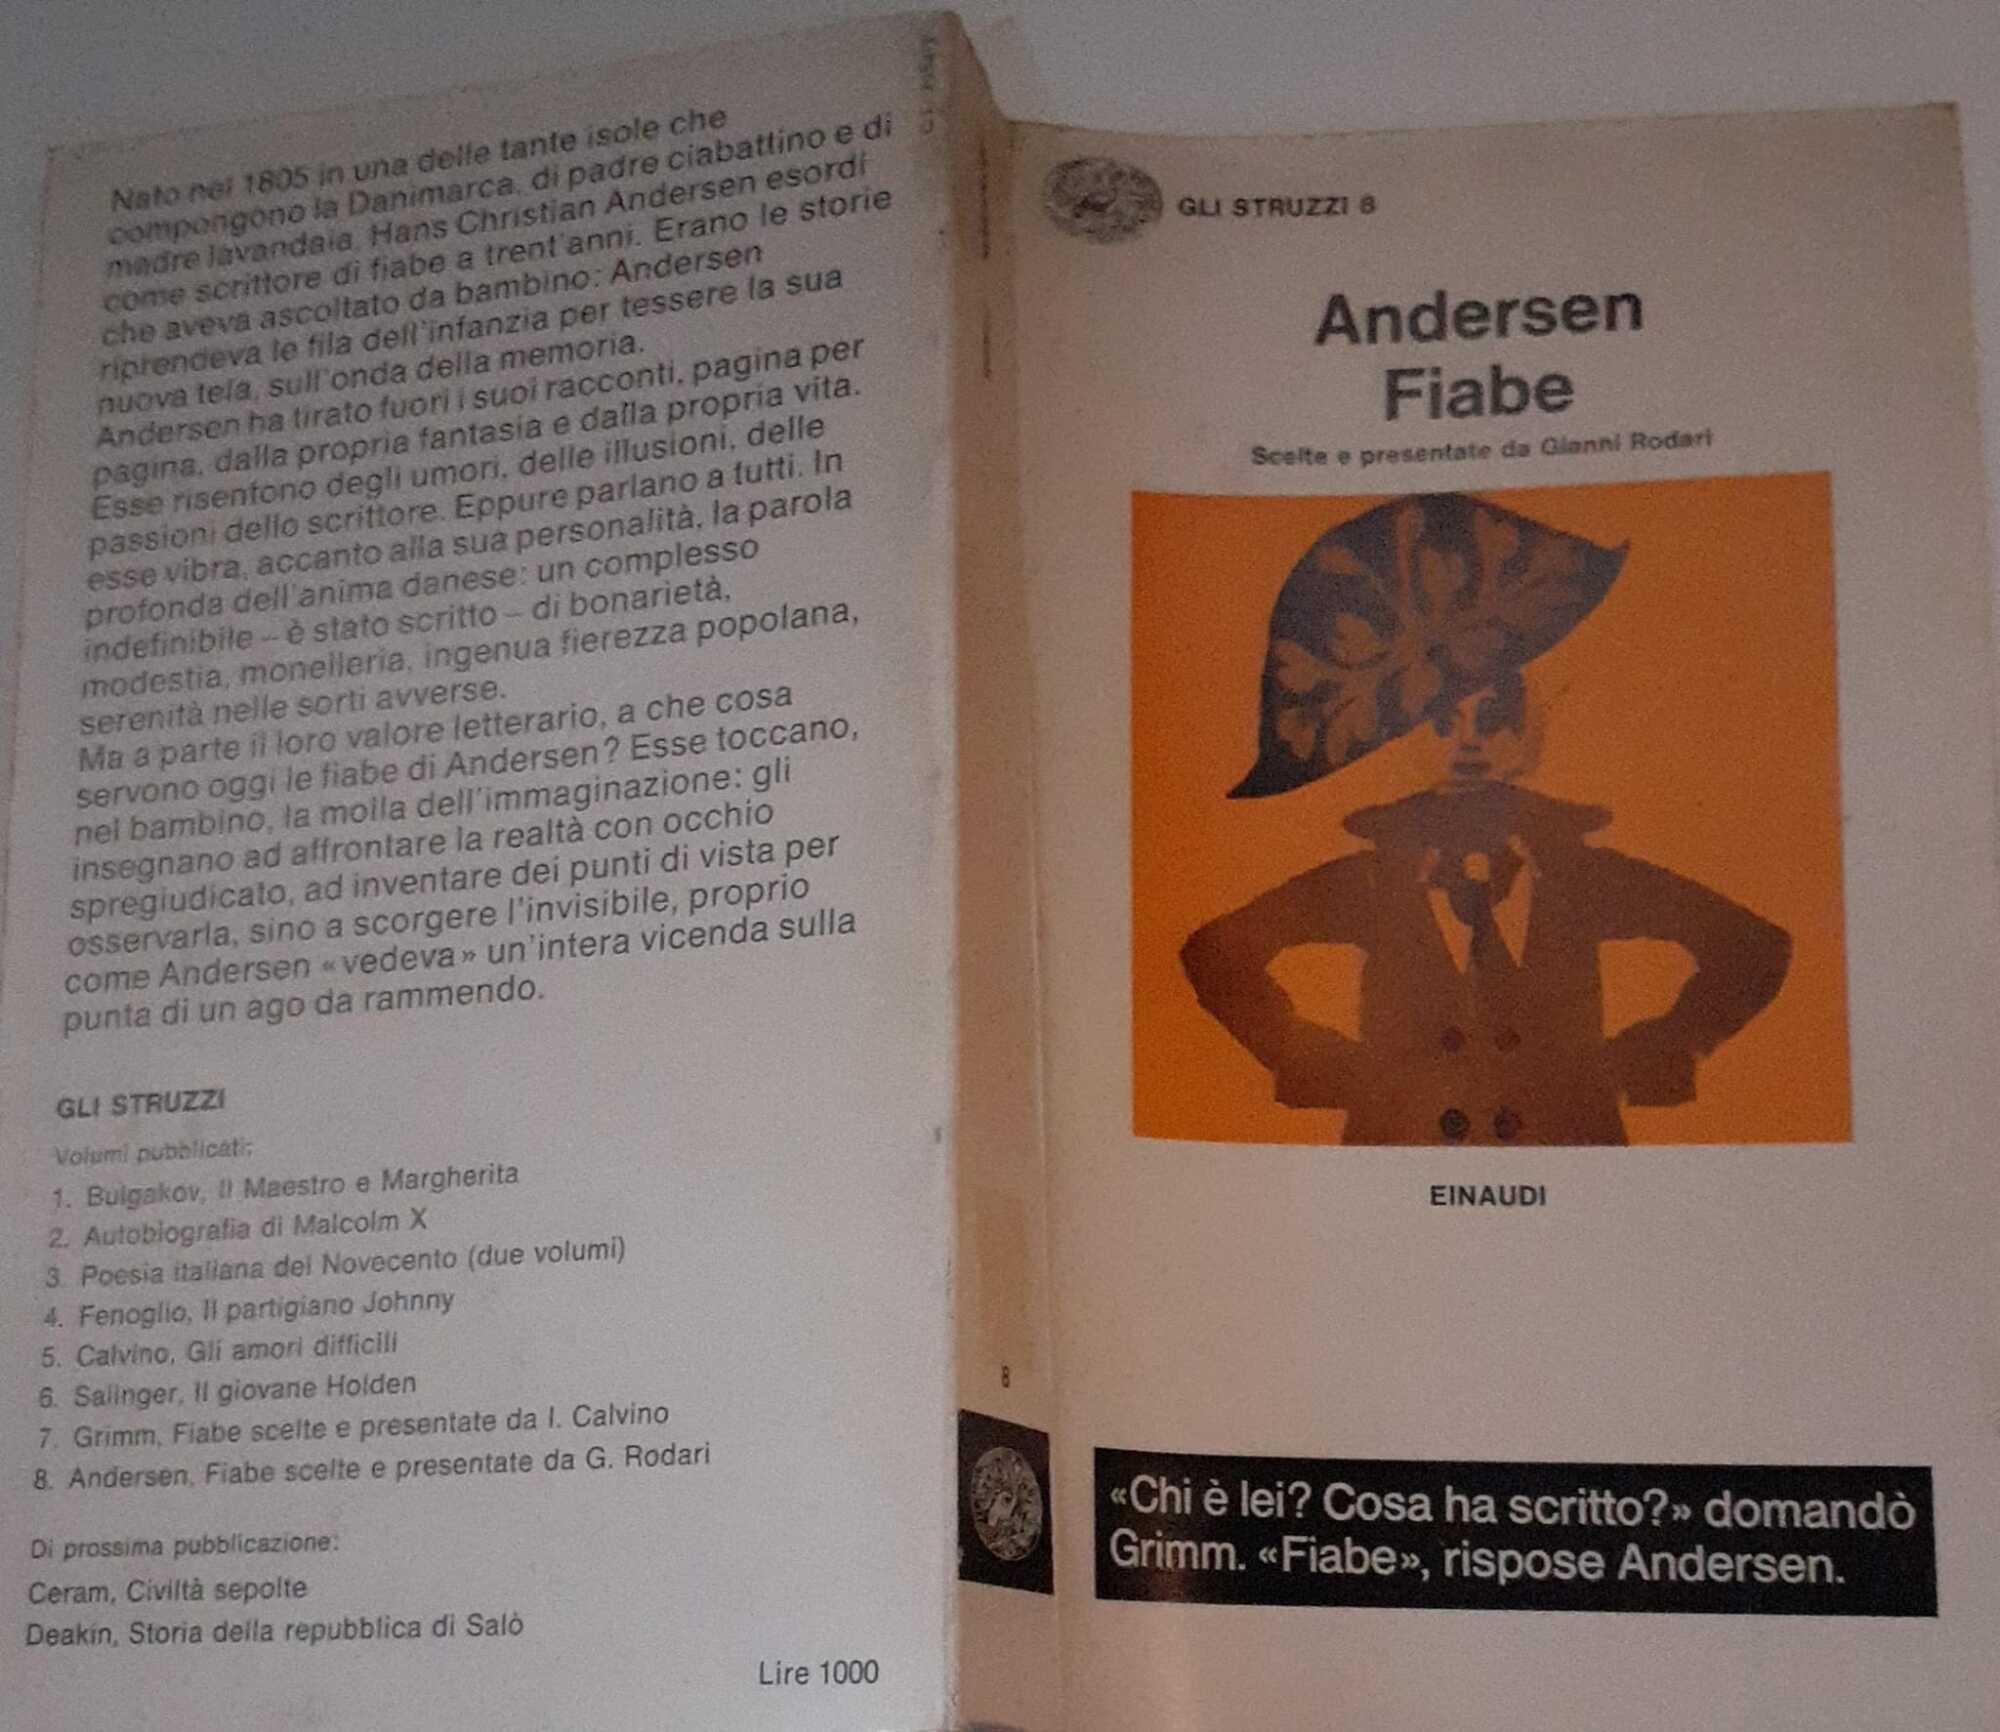 Nato nel 1805 in una delle tante isole che
compongono la Danimarca, di padre ciabattino e di
madre lavandaia, Hans Christian Andersen esordì
come scrittore di fiabe a trent'anni. Erano le storie
che aveva ascoltato da bambino: Andersen
riprendeva le fila dell'infanzia per tessere la sua
nuova tela, sull'onda della memoria.
Andersen ha tirato fuori i suoi racconti, pagina per
pagina, dalla propria fantasia e dalla propria vita.
Esse risentono degli umori, delle illusioni, delle
passioni dello scrittore. Eppure parlano a tutti. In
esse vibra, accanto alla sua personalità, la parola
profonda dell'anima danese: un complesso
indefinibile – è stato scritto – di bonarietà,
modestia, monelleria, ingenua fierezza popolana,
serenità nelle sorti avverse.
Ma a parte il loro valore letterario, a che cosa
servono oggi le fiabe di Andersen? Esse toccano,
nel bambino, la molla dell'immaginazione: gli
insegnano ad affrontare la realtà con occhio
spregiudicato, ad inventare dei punti di vista per
osservarla, sino a scorgere l'invisibile, proprio
come Andersen «vedeva» un'intera vicenda sulla
punta di un ago da rammendo.
GLI STRUZZI
Volumi pubblicati:
1. Bulgakov, Il Maestro e Margherita
2. Autobiografia di Malcolm X
3. Poesia italiana del Novecento (due volumi)
4. Fenoglio, Il partigiano Johnny
5. Calvino, Gli amori difficili
6. Salinger, Il giovane Holden
7. Grimm, Fiabe scelte e presentate da I. Calvino
8. Andersen, Fiabe scelte e presentate da G. Rodari
Di prossima pubblicazione:
Ceram, Civiltà sepolte
Deakin, Storia della repubblica di Salò
Lire 1000
8
GLI STRUZZI 8
Andersen
Fiabe
Scelte e presentate da Gianni Rodari
EINAUDI
«Chi è lei? Cosa ha scritto?» domandò
Grimm. «Fiabe», rispose Andersen.